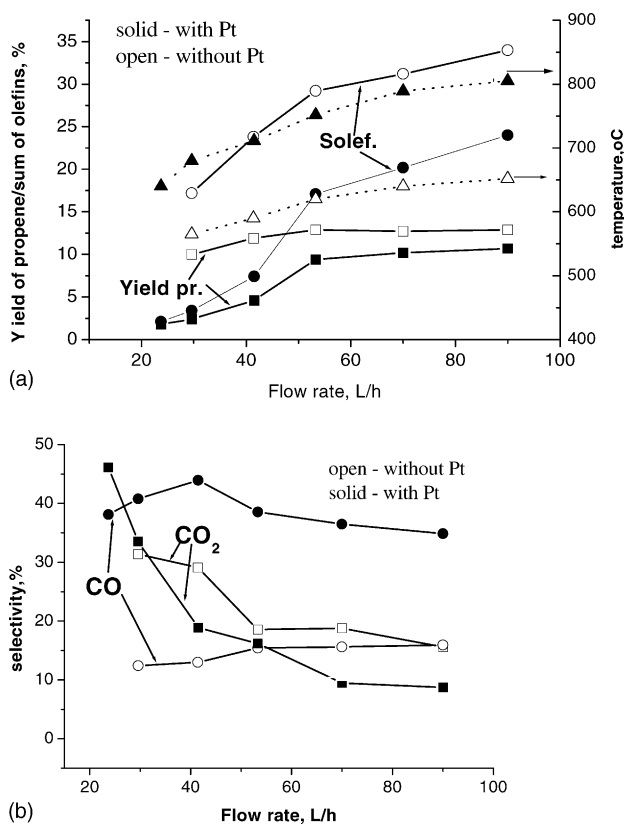 solid - with Pt
open - without Pt
Solef.
Yield pr.
Y ield of propene/sum of olefins, %
35
30
25
20
15
10
5
0
900
800
700
600
500
400
temperature,oC
20 40 60 80 100
(a) Flow rate, L/h
open - without Pt
solid - with Pt
CO2
CO
selectivity,%
50
40
30
20
10
0
20 40 60 80 100
(b) Flow rate, L/h